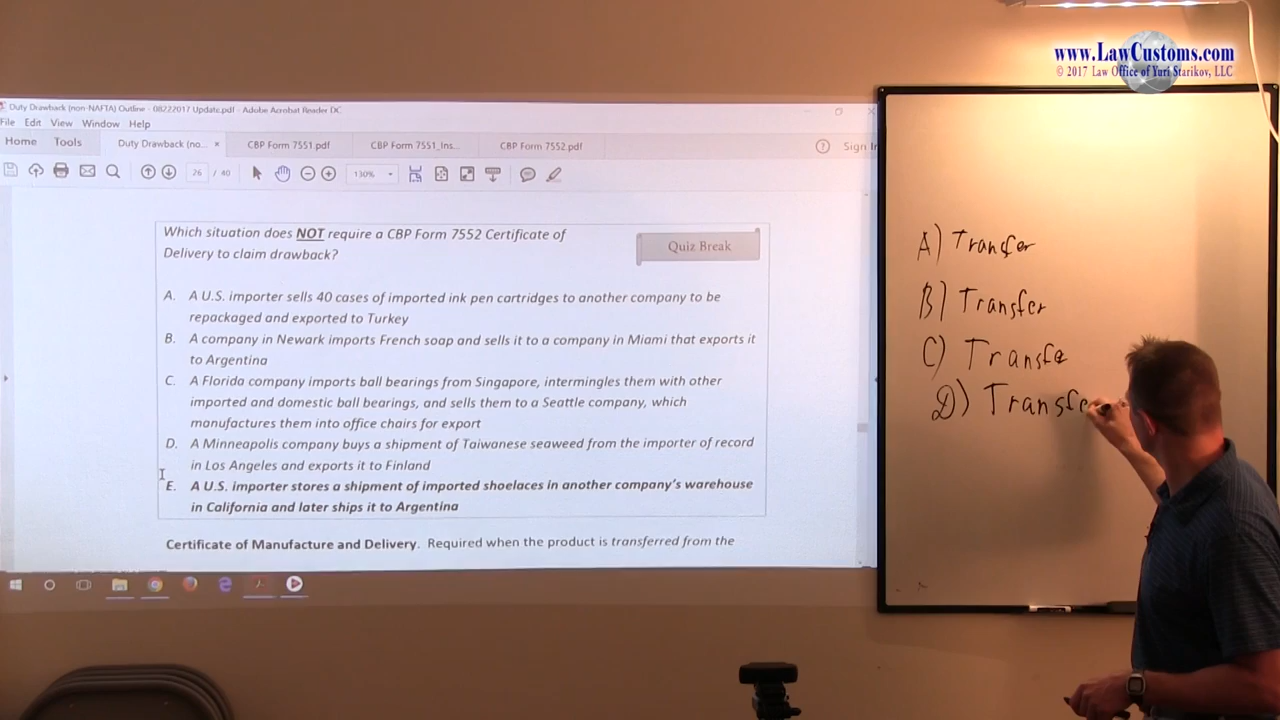 www.LawCustoms.com
© 2017 Law Office of Yuri Starikov, LLC
Duty Drawback (non-NAFTA) Outline - 08222017 Update.pdf - Adobe Acrobat Reader DC
File Edit View Window Help
Home Tools Duty Drawback (no... × CBP Form 7551.pdf CBP Form 7551_Ins... CBP Form 7552.pdf ? Sign In
26 / 40 130%
Which situation does NOT require a CBP Form 7552 Certificate of
Delivery to claim drawback?
Quiz Break
A. A U.S. importer sells 40 cases of imported ink pen cartridges to another company to be
repackaged and exported to Turkey
B. A company in Newark imports French soap and sells it to a company in Miami that exports it
to Argentina
C. A Florida company imports ball bearings from Singapore, intermingles them with other
imported and domestic ball bearings, and sells them to a Seattle company, which
manufactures them into office chairs for export
D. A Minneapolis company buys a shipment of Taiwanese seaweed from the importer of record
in Los Angeles and exports it to Finland
E. A U.S. importer stores a shipment of imported shoelaces in another company's warehouse
in California and later ships it to Argentina
Certificate of Manufacture and Delivery. Required when the product is transferred from the
A) Transfer
B) Transfer
C) Transfe
D) Transfe